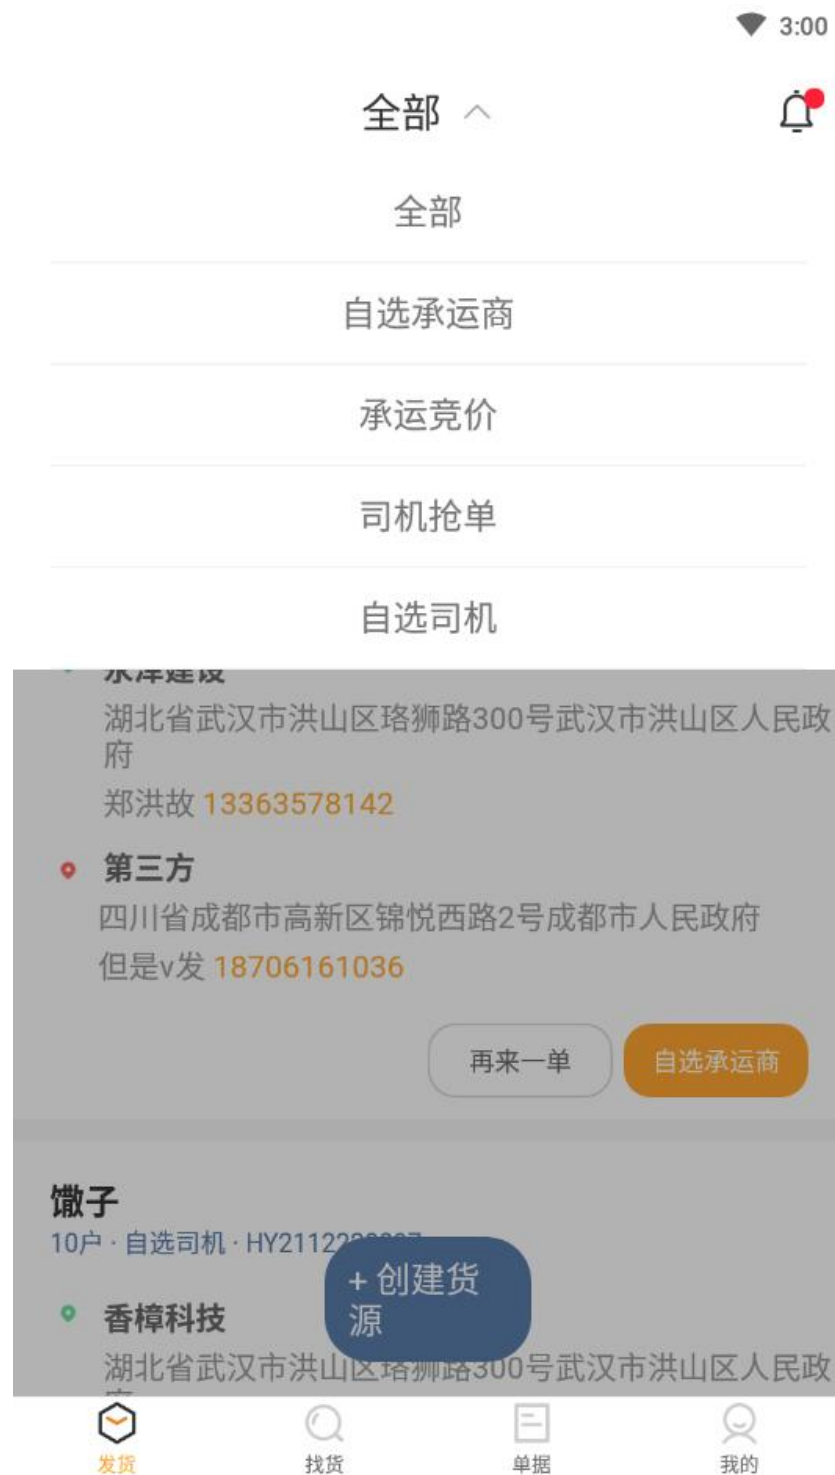 3:00
全部
全部
自选承运商
承运竞价
司机抢单
自选司机
永泽建设
湖北省武汉市洪山区珞狮路300号武汉市洪山区人民政
府
郑洪故 13363578142
第三方
四川省成都市高新区锦悦西路2号成都市人民政府
但是v发 18706161036
再来一单
自选承运商
馓子
10户 · 自选司机 · HY2112
+ 创建货
源
香樟科技
湖北省武汉市洪山区珞狮路300号武汉市洪山区人民政
发货
找货
单据
我的